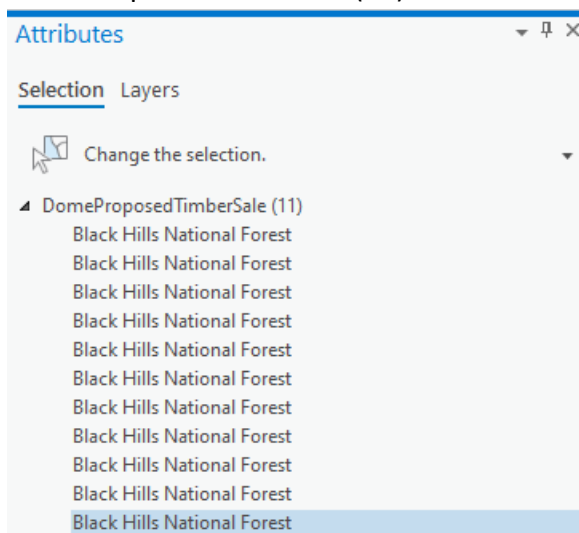 Attributes
Selection Layers
Change the selection.
DomeProposedTimberSale (11)
Black Hills National Forest
Black Hills National Forest
Black Hills National Forest
Black Hills National Forest
Black Hills National Forest
Black Hills National Forest
Black Hills National Forest
Black Hills National Forest
Black Hills National Forest
Black Hills National Forest
Black Hills National Forest